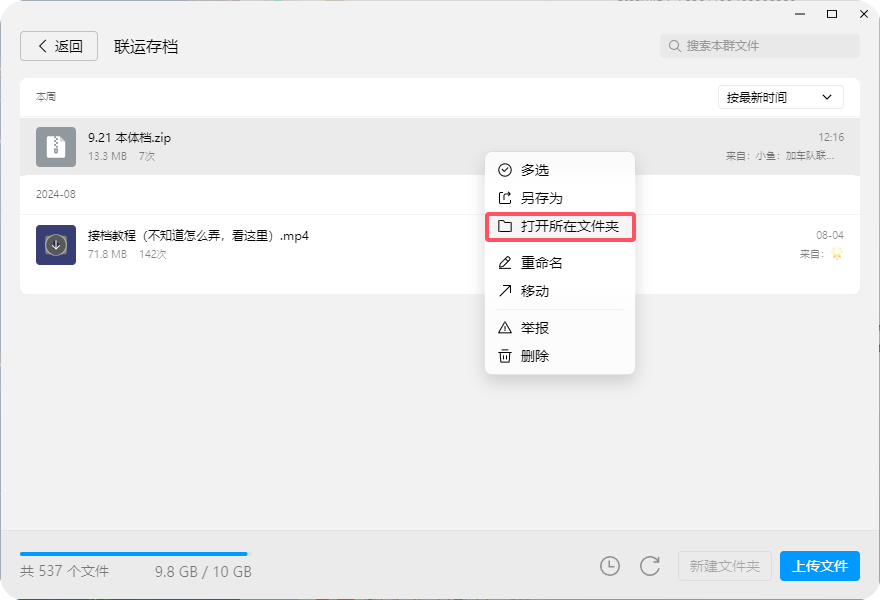 返回
联运存档
搜索本群文件
本周
按最新时间
9.21 本体档.zip
12:16
13.3 MB 7次
来自：小鱼：加车队联...
多选
另存为
打开所在文件夹
重命名
移动
举报
删除
2024-08
接档教程（不知道怎么弄，看这里）.mp4
08-04
71.8 MB 142次
来自：
共 537 个文件
9.8 GB / 10 GB
新建文件夹
上传文件